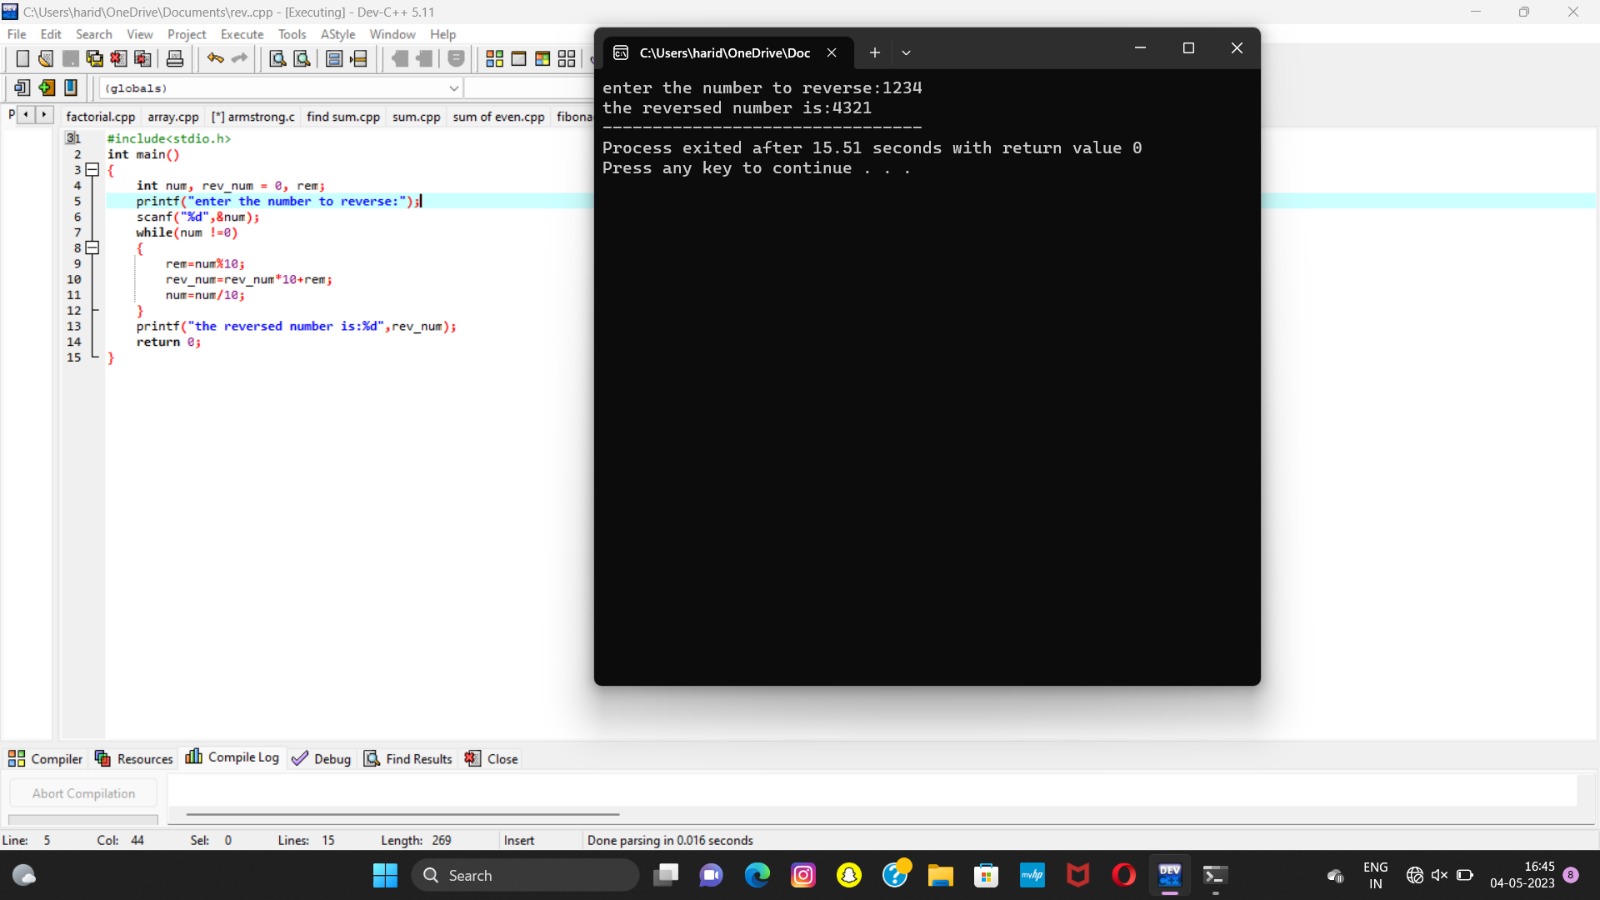 C:\Users\harid\OneDrive\Documents\rev..cpp - [Executing] - Dev-C++ 5.11
File Edit Search View Project Execute Tools AStyle Window Help
(globals)
P factorial.cpp array.cpp [*] armstrong.c find sum.cpp sum.cpp sum of even.cpp fibona
1 #include<stdio.h>
2 int main()
3 {
4 int num, rev_num = 0, rem;
5 printf("enter the number to reverse:");
6 scanf("%d",&num);
7 while(num !=0)
8 {
9 rem=num%10;
10 rev_num=rev_num*10+rem;
11 num=num/10;
12 }
13 printf("the reversed number is:%d",rev_num);
14 return 0;
15 }
C:\Users\harid\OneDrive\Doc
enter the number to reverse:1234
the reversed number is:4321
--------------------------------
Process exited after 15.51 seconds with return value 0
Press any key to continue . . .
Compiler Resources Compile Log Debug Find Results Close
Abort Compilation
Line: 5 Col: 44 Sel: 0 Lines: 15 Length: 269 Insert Done parsing in 0.016 seconds
Search
myhp
DEV
ENG
IN
16:45
04-05-2023
8